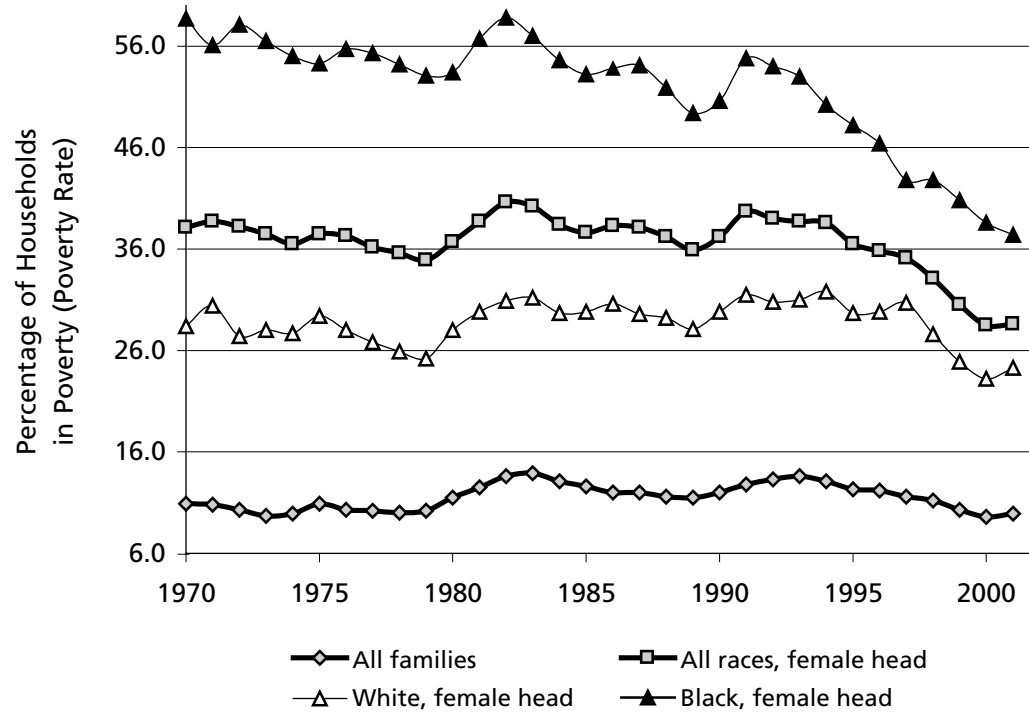 56.0
46.0
36.0
26.0
16.0
6.0
Percentage of Households
in Poverty (Poverty Rate)
1970 1975 1980 1985 1990 1995 2000
All families All races, female head
White, female head Black, female head